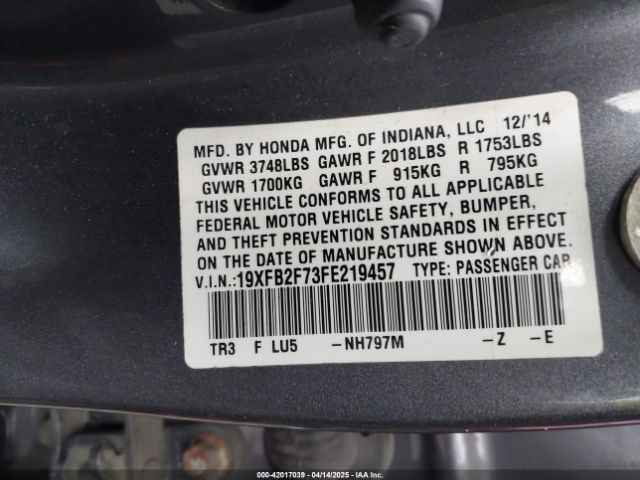 MFD. BY HONDA MFG. OF INDIANA, LLC 12/'14
GVWR 3748LBS GAWR F 2018LBS R 1753LBS
GVWR 1700KG GAWR F 915KG R 795KG
THIS VEHICLE CONFORMS TO ALL APPLICABLE
FEDERAL MOTOR VEHICLE SAFETY, BUMPER,
AND THEFT PREVENTION STANDARDS IN EFFECT
ON THE DATE OF MANUFACTURE SHOWN ABOVE.
V.I.N.:19XFB2F73FE219457 TYPE: PASSENGER CAR
TR3 F LU5 –NH797M –Z –E
000-42017039 - 04/14/2025 - IAAI.COM